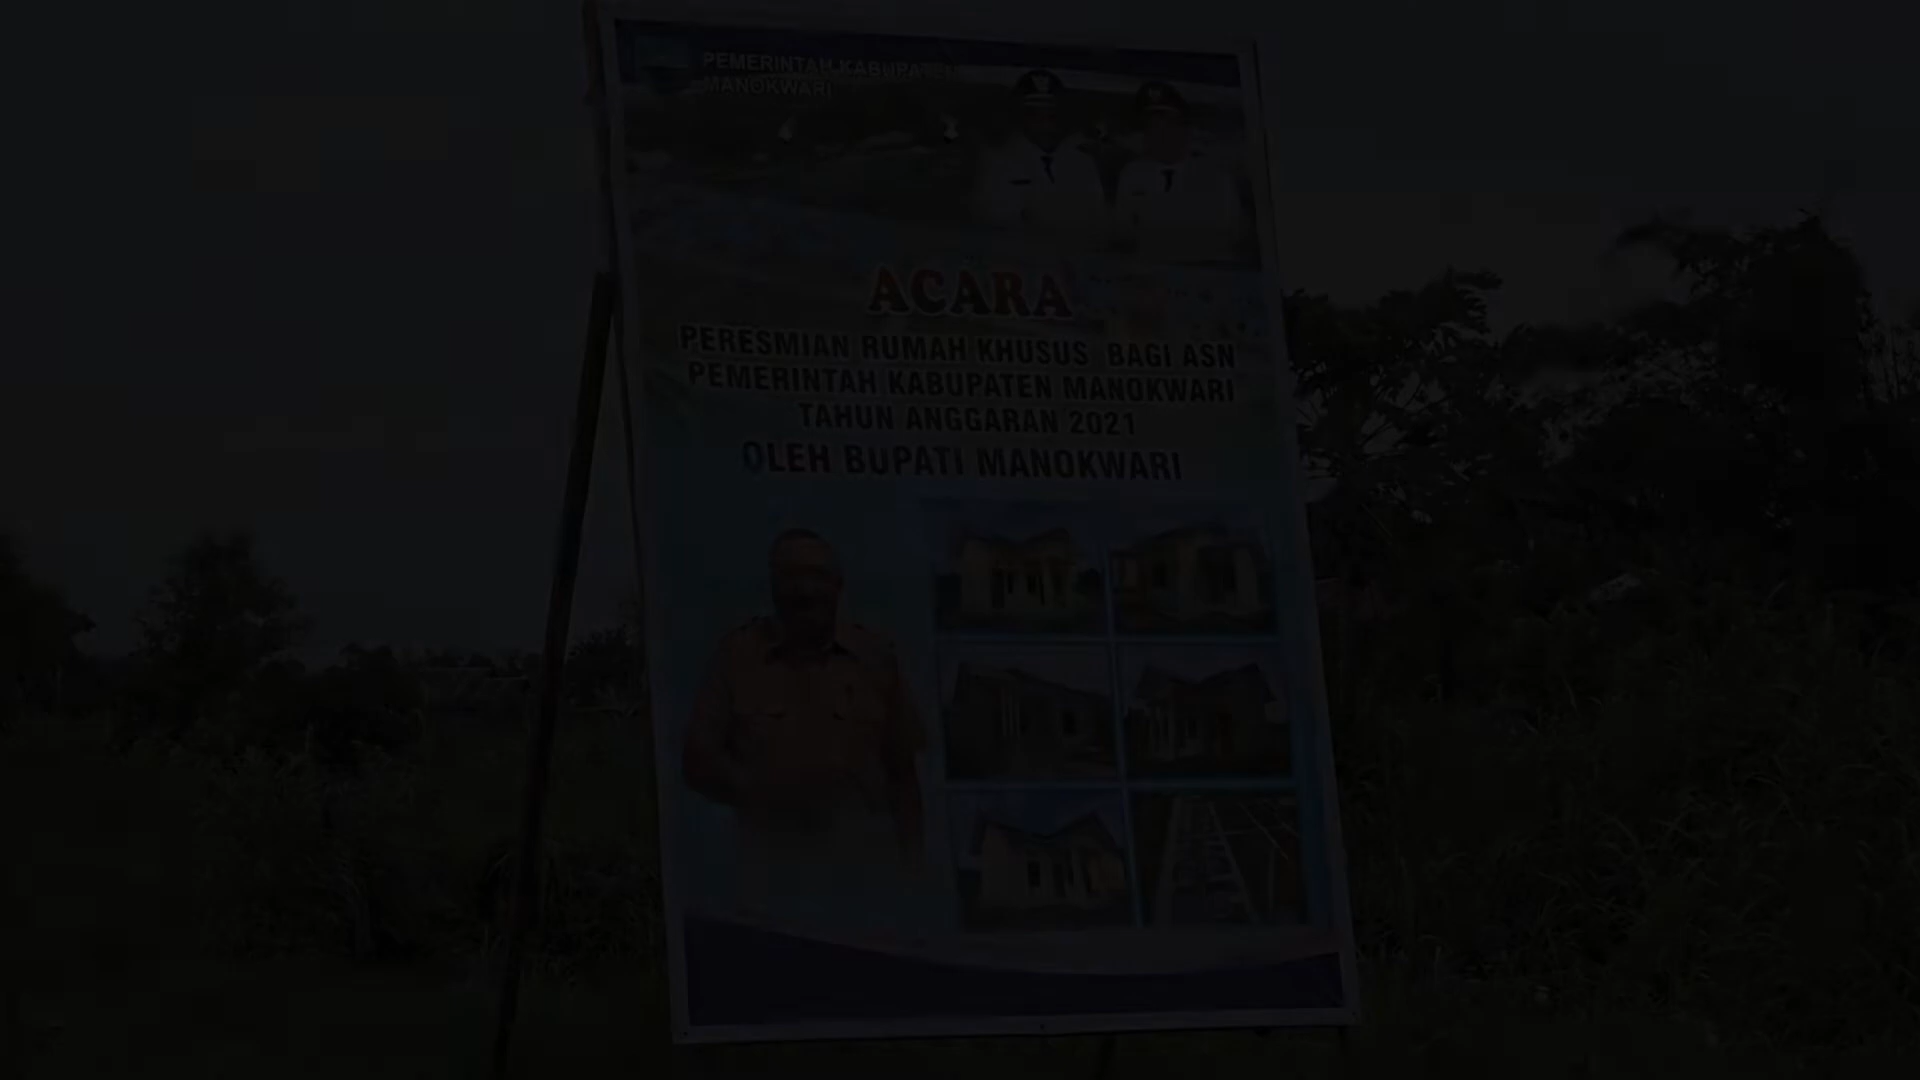 PEMERINTAH KABUPATEN
MANOKWARI
ACARA
PERESMIAN RUMAH KHUSUS BAGI ASN
PEMERINTAH KABUPATEN MANOKWARI
TAHUN ANGGARAN 2021
OLEH BUPATI MANOKWARI